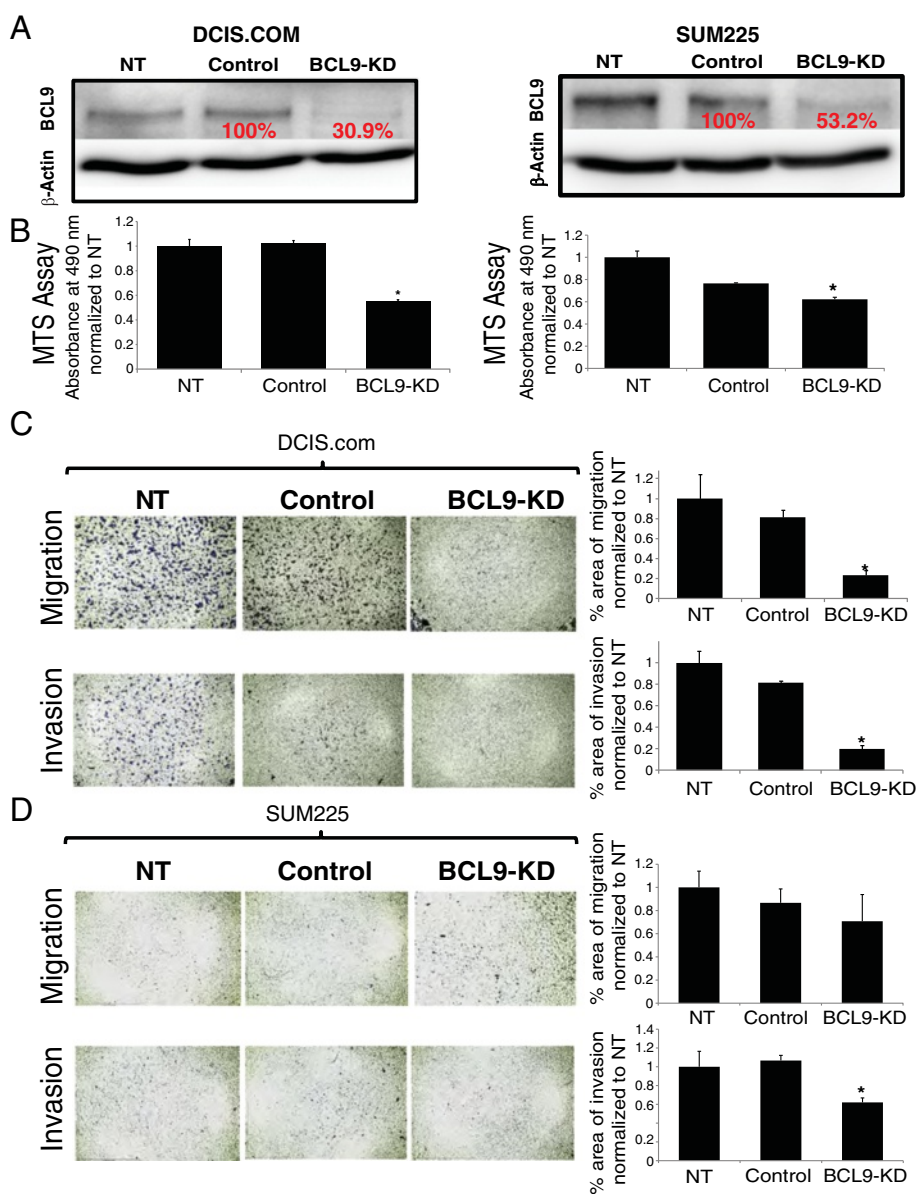 A
DCIS.COM
NT Control BCL9-KD
BCL9
100% 30.9%
β-Actin
SUM225
NT Control BCL9-KD
BCL9
100% 53.2%
β-Actin
B
MTS Assay
Absorbance at 490 nm
normalized to NT
1.2
1
0.8
0.6
0.4
0.2
0
*
NT Control BCL9-KD
MTS Assay
Absorbance at 490 nm
normalized to NT
1.2
1
0.8
0.6
0.4
0.2
0
*
NT Control BCL9-KD
C
DCIS.com
NT Control BCL9-KD
Migration
Invasion
% area of migration
normalized to NT
1.2
1
0.8
0.6
0.4
0.2
0
*
NT Control BCL9-KD
% area of invasion
normalized to NT
1.2
1
0.8
0.6
0.4
0.2
0
*
NT Control BCL9-KD
D
SUM225
NT Control BCL9-KD
Migration
Invasion
% area of migration
normalized to NT
1.2
1
0.8
0.6
0.4
0.2
0
NT Control BCL9-KD
% area of invasion
normalized to NT
1.4
1.2
1
0.8
0.6
0.4
0.2
0
*
NT Control BCL9-KD